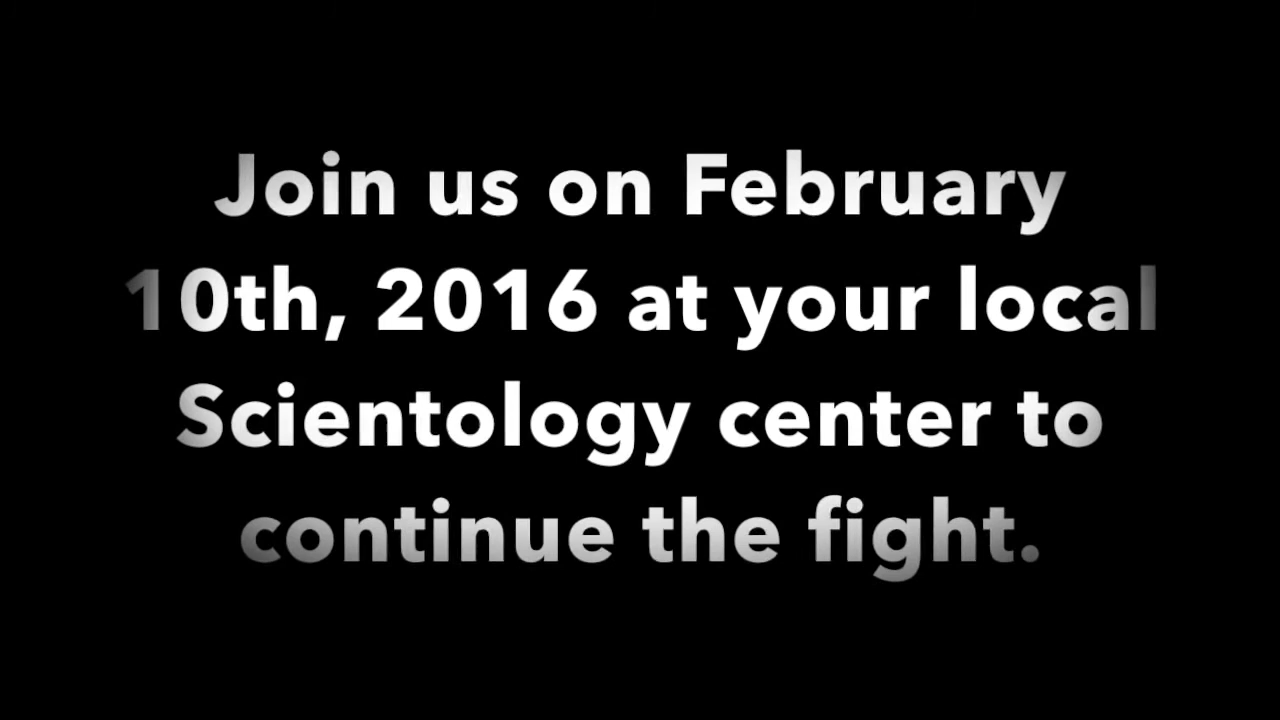 Join us on February
10th, 2016 at your local
Scientology center to
continue the fight.